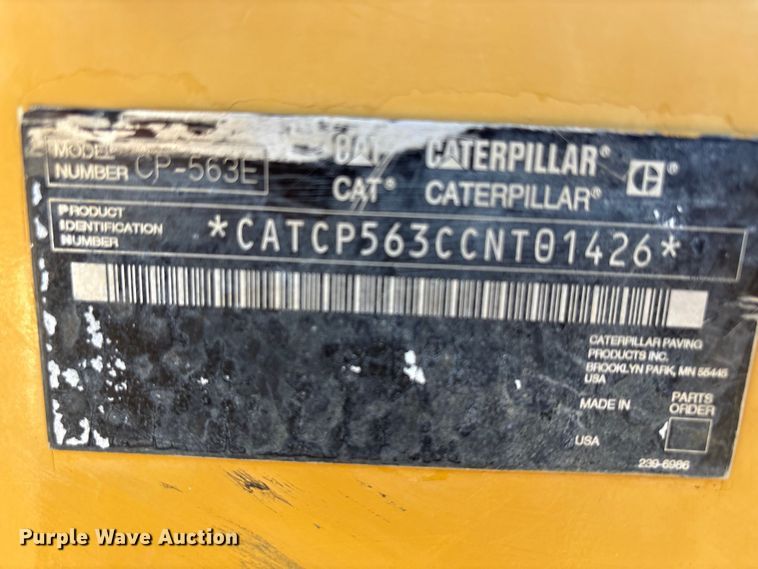 MODEL NUMBER CP-563E
CAT CATERPILLAR®
CAT® CATERPILLAR®
PRODUCT IDENTIFICATION NUMBER *CATCP563CCNT01426*
CATERPILLAR PAVING
PRODUCTS INC.
BROOKLYN PARK, MN 55445
USA
MADE IN
USA
PARTS
ORDER
239-6986
Purple Wave Auction